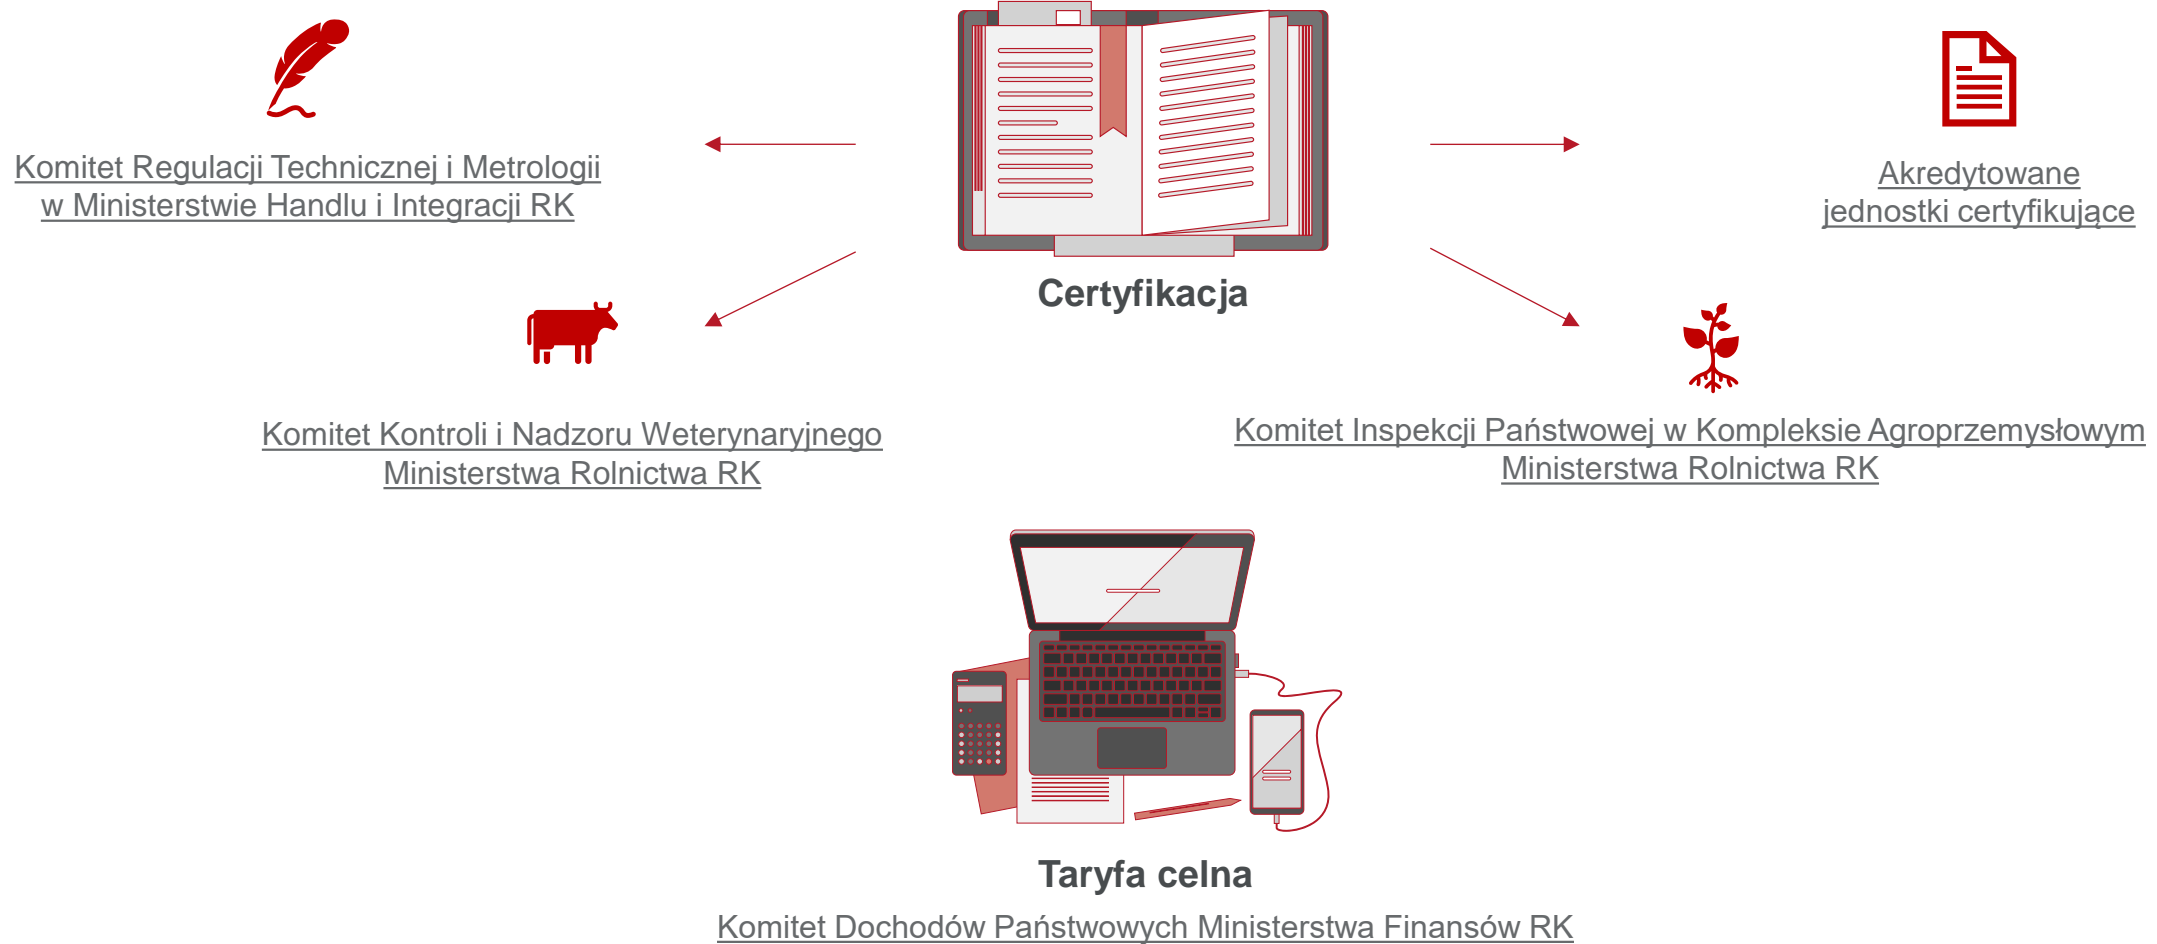 Komitet Regulacji Technicznej i Metrologii
w Ministerstwie Handlu i Integracji RK
Akredytowane
jednostki certyfikujące
Certyfikacja
Komitet Kontroli i Nadzoru Weterynaryjnego
Ministerstwa Rolnictwa RK
Komitet Inspekcji Państwowej w Kompleksie Agroprzemysłowym
Ministerstwa Rolnictwa RK
Taryfa celna
Komitet Dochodów Państwowych Ministerstwa Finansów RK